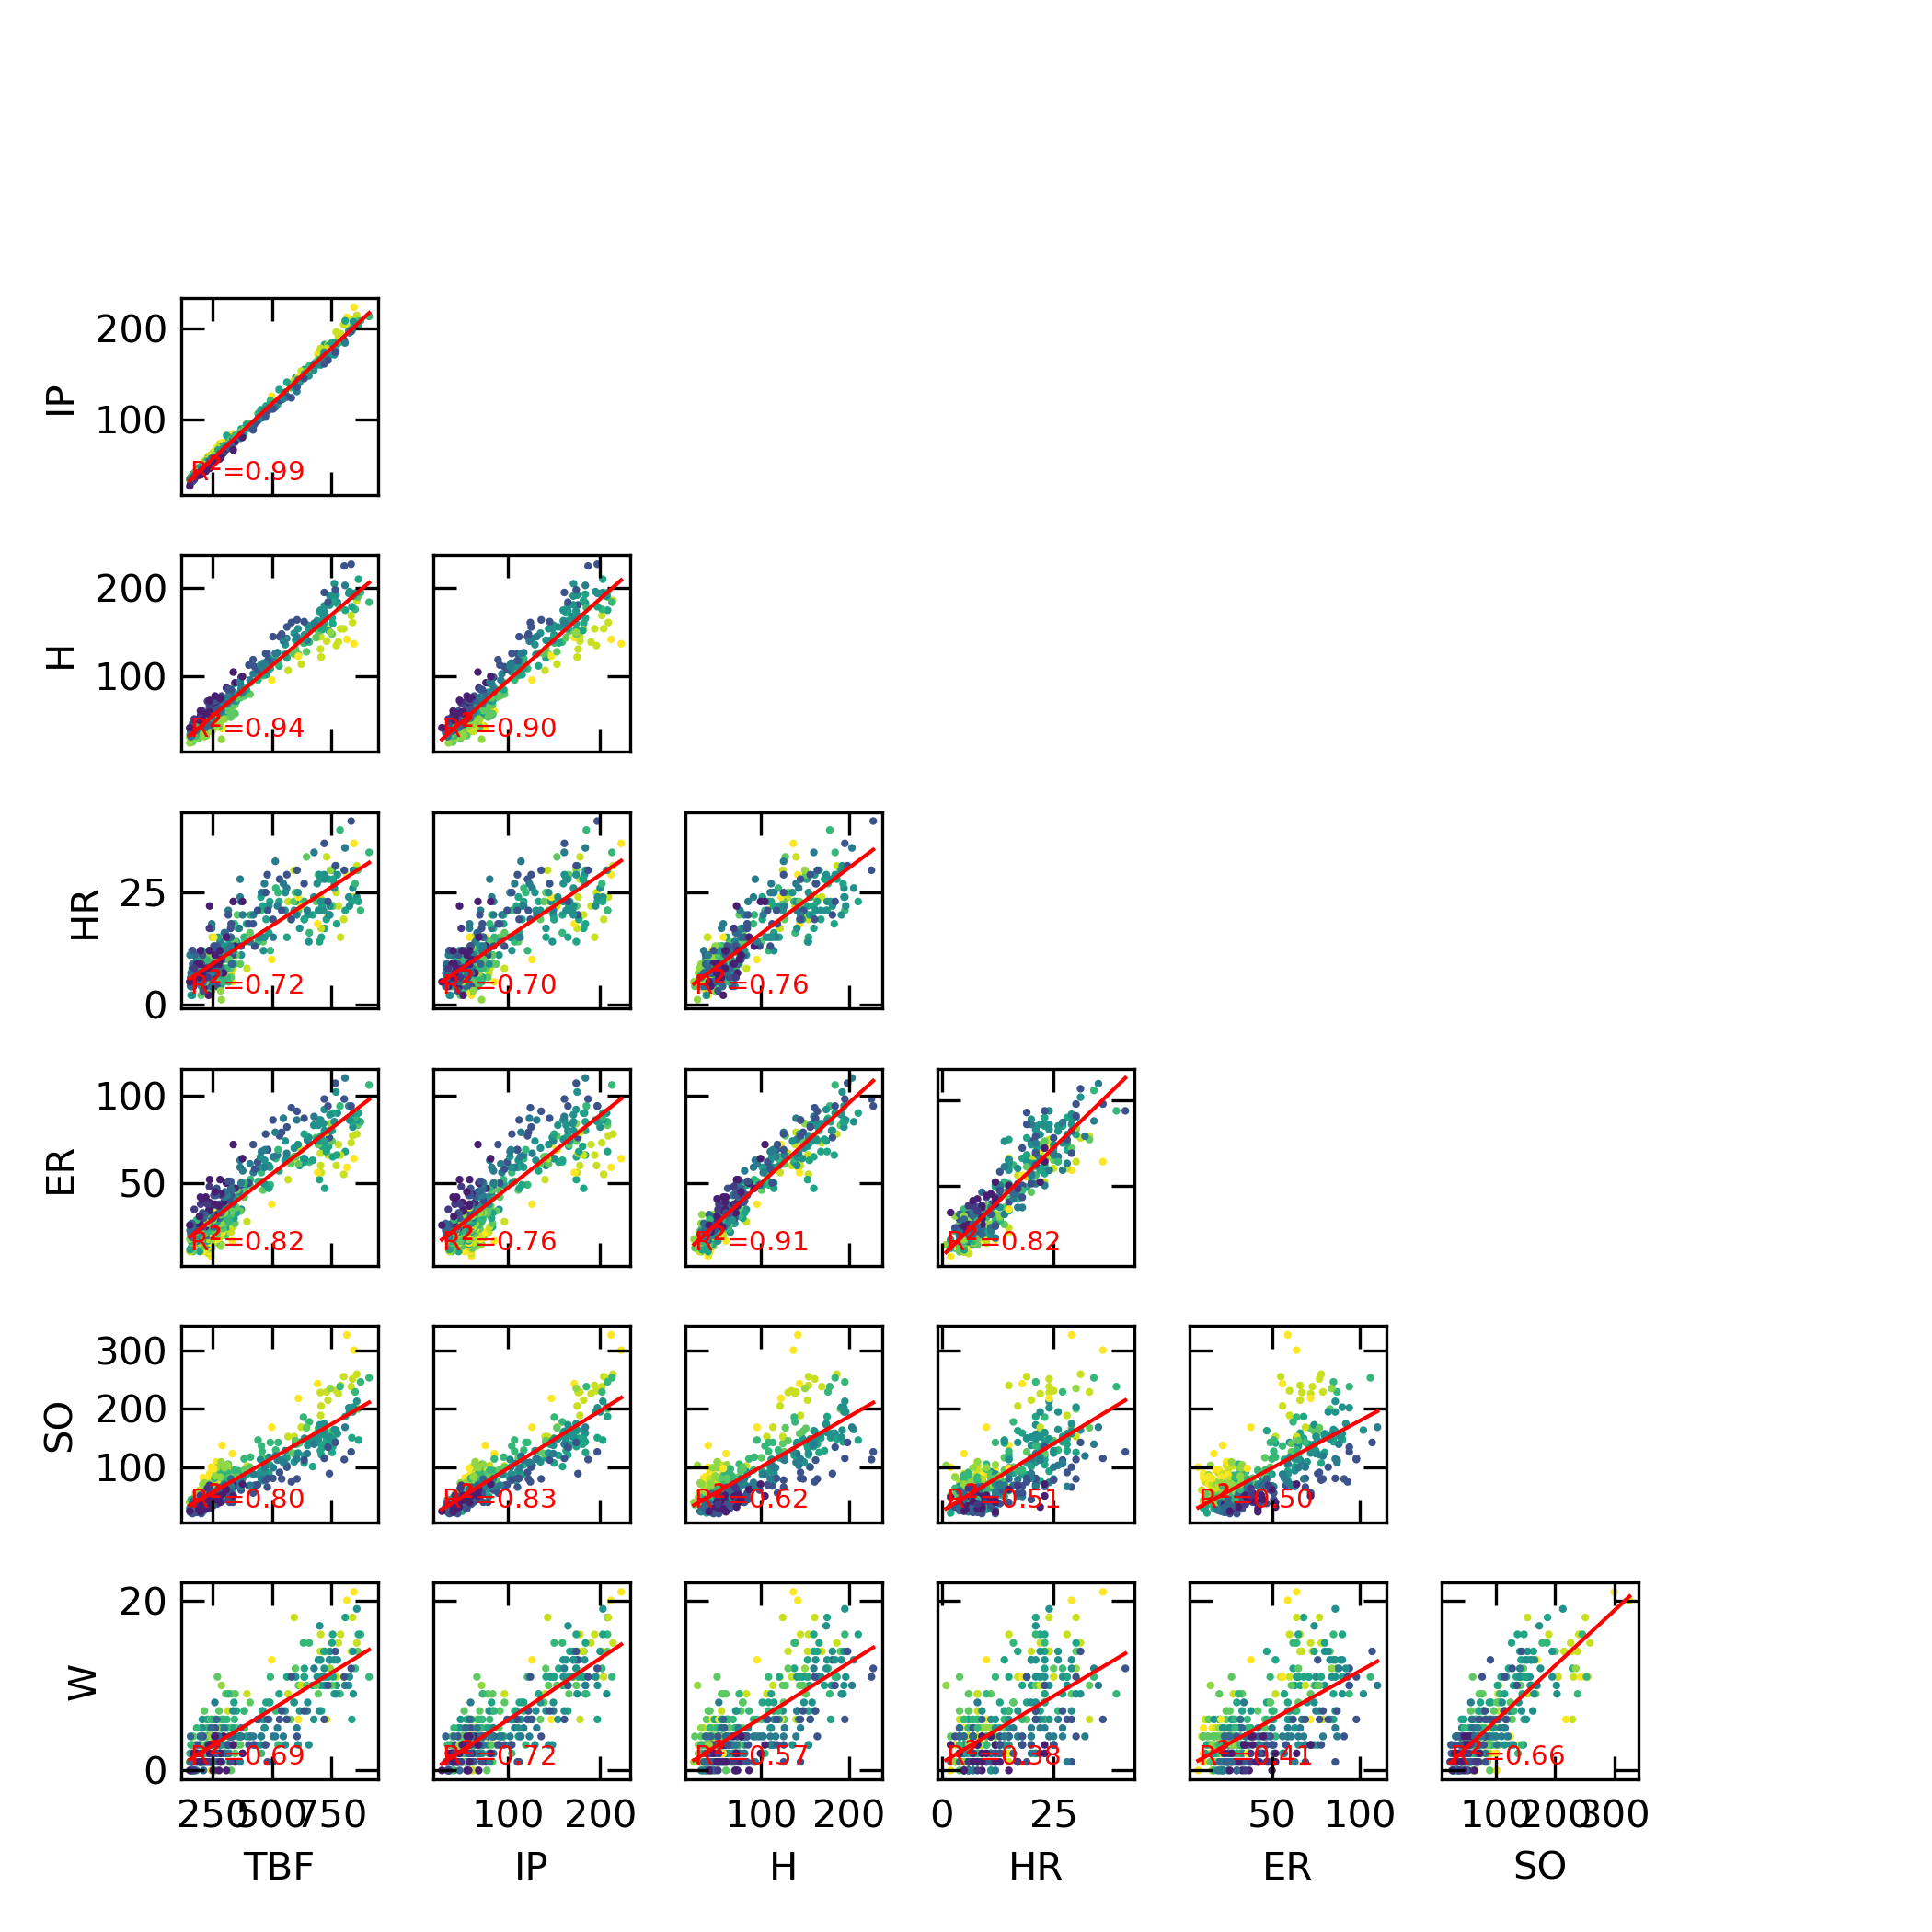 IP 200 100 R²=0.99
H 200 100 R²=0.94 R²=0.90
HR 25 0 R²=0.72 R²=0.70 R²=0.76
ER 100 50 R²=0.82 R²=0.76 R²=0.91 R²=0.82
SO 300 200 100 R²=0.80 R²=0.83 R²=0.62 R²=0.51 R²=0.50
W 20 0 R²=0.69 R²=0.72 R²=0.57 R²=0.38 R²=0.41 R²=0.66
250 500 750 100 200 100 200 0 25 50 100 100 200 300
TBF IP H HR ER SO